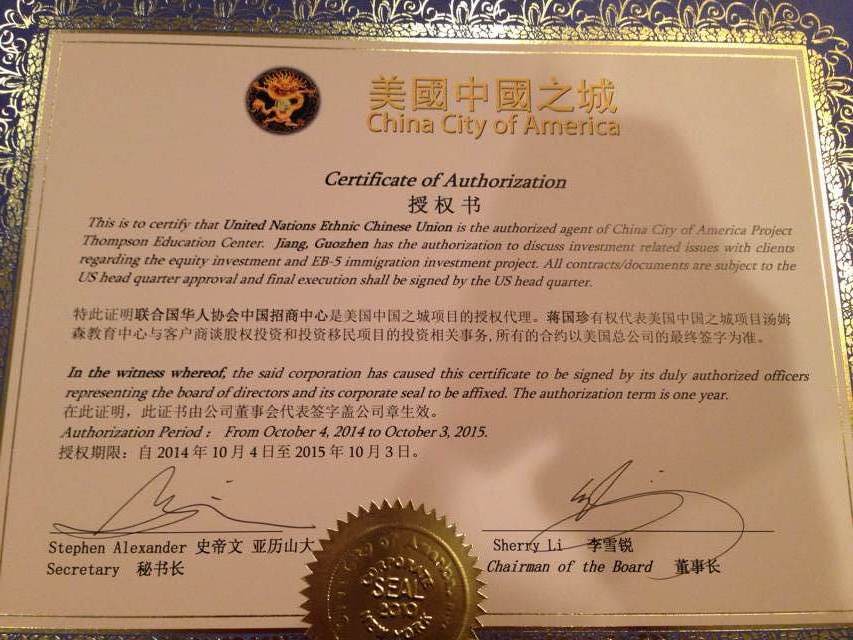 美國中國之城
China City of America
Certificate of Authorization
授权书
This is to certify that United Nations Ethnic Chinese Union is the authorized agent of China City of America Project
Thompson Education Center. Jiang, Guozhen has the authorization to discuss investment related issues with clients
regarding the equity investment and EB-5 immigration investment project. All contracts/documents are subject to the
US head quarter approval and final execution shall be signed by the US head quarter.
特此证明联合国华人协会中国招商中心是美国中国之城项目的授权代理。蒋国珍有权代表美国中国之城项目汤姆
森教育中心与客户商谈股权投资和投资移民项目的投资相关事务,所有的合约以美国总公司的最终签字为准。
In the witness whereof, the said corporation has caused this certificate to be signed by its duly authorized officers
representing the board of directors and its corporate seal to be affixed. The authorization term is one year.
在此证明，此证书由公司董事会代表签字盖公司章生效。
Authorization Period： From October 4, 2014 to October 3, 2015.
授权期限：自 2014 年 10 月 4 日至 2015 年 10 月 3 日。
Stephen Alexander 史帝文 亚历山大
Secretary 秘书长
Sherry Li 李雪锐
Chairman of the Board 董事长
CORPORATE
SEAL
2010
NEW YORK